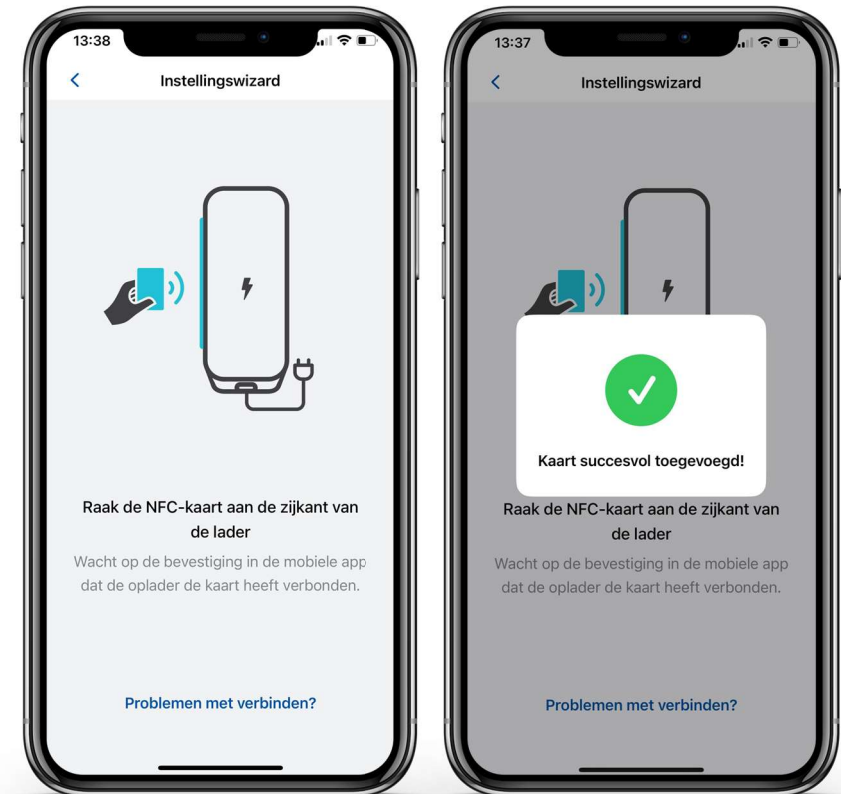 13:38
Instellingswizard
Raak de NFC-kaart aan de zijkant van
de lader
Wacht op de bevestiging in de mobiele app
dat de oplader de kaart heeft verbonden.
Problemen met verbinden?
13:37
Instellingswizard
Kaart succesvol toegevoegd!
Raak de NFC-kaart aan de zijkant van
de lader
Wacht op de bevestiging in de mobiele app
dat de oplader de kaart heeft verbonden.
Problemen met verbinden?